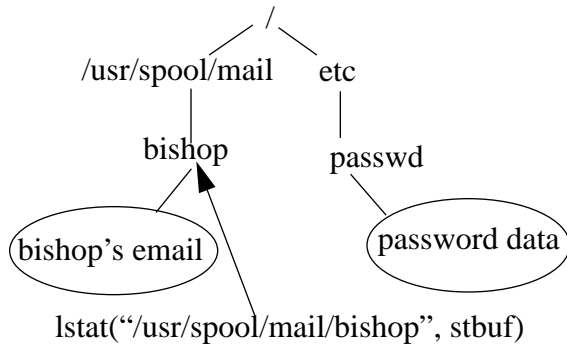 /
/usr/spool/mail etc
bishop passwd
bishop’s email password data
lstat(“/usr/spool/mail/bishop”, stbuf)